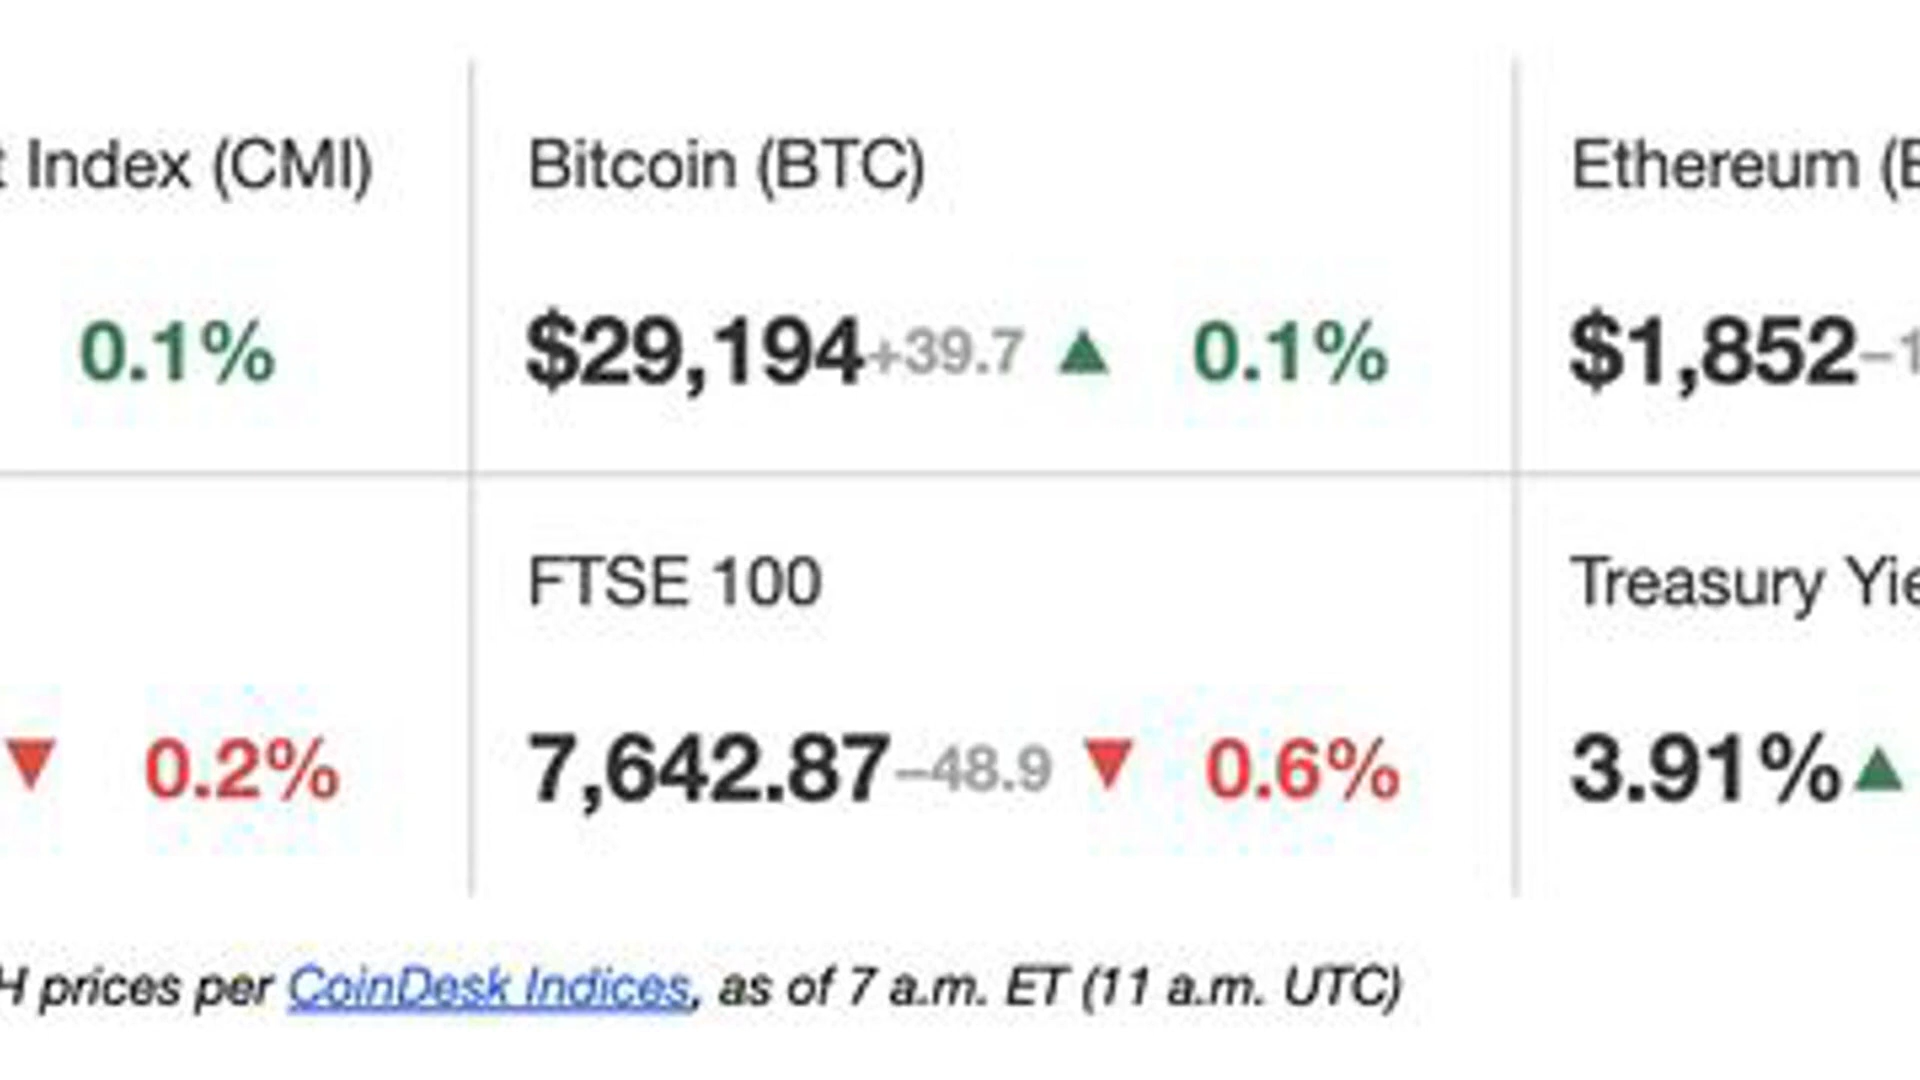 t Index (CMI)
Bitcoin (BTC)
Ethereum (E
0.1%
$29,194+39.7 ▲ 0.1%
$1,852−1
FTSE 100
Treasury Yie
▼ 0.2%
7,642.87−48.9 ▼ 0.6%
3.91%▲
H prices per CoinDesk Indices, as of 7 a.m. ET (11 a.m. UTC)